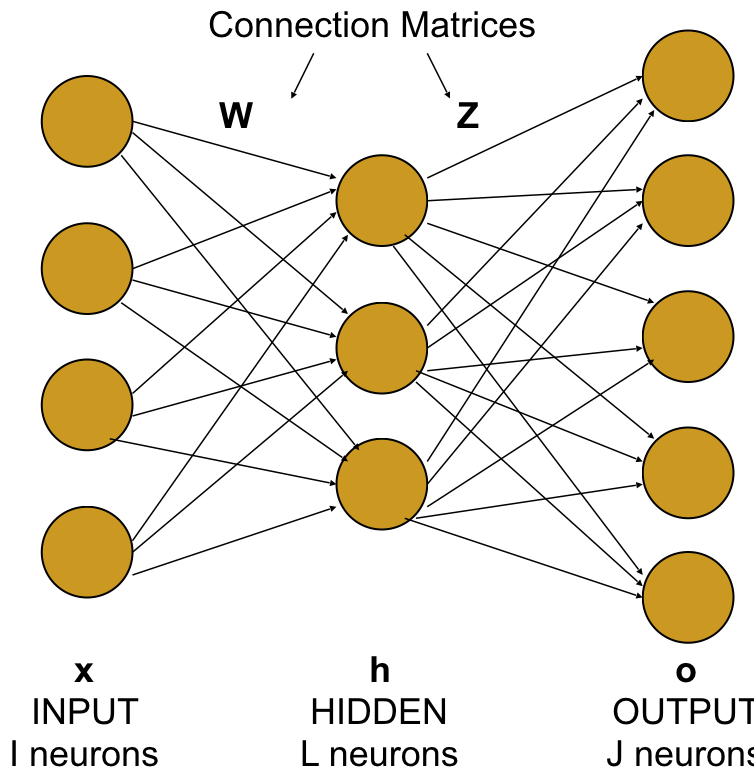 Connection Matrices
W Z
x h o
INPUT HIDDEN OUTPUT
I neurons L neurons J neurons